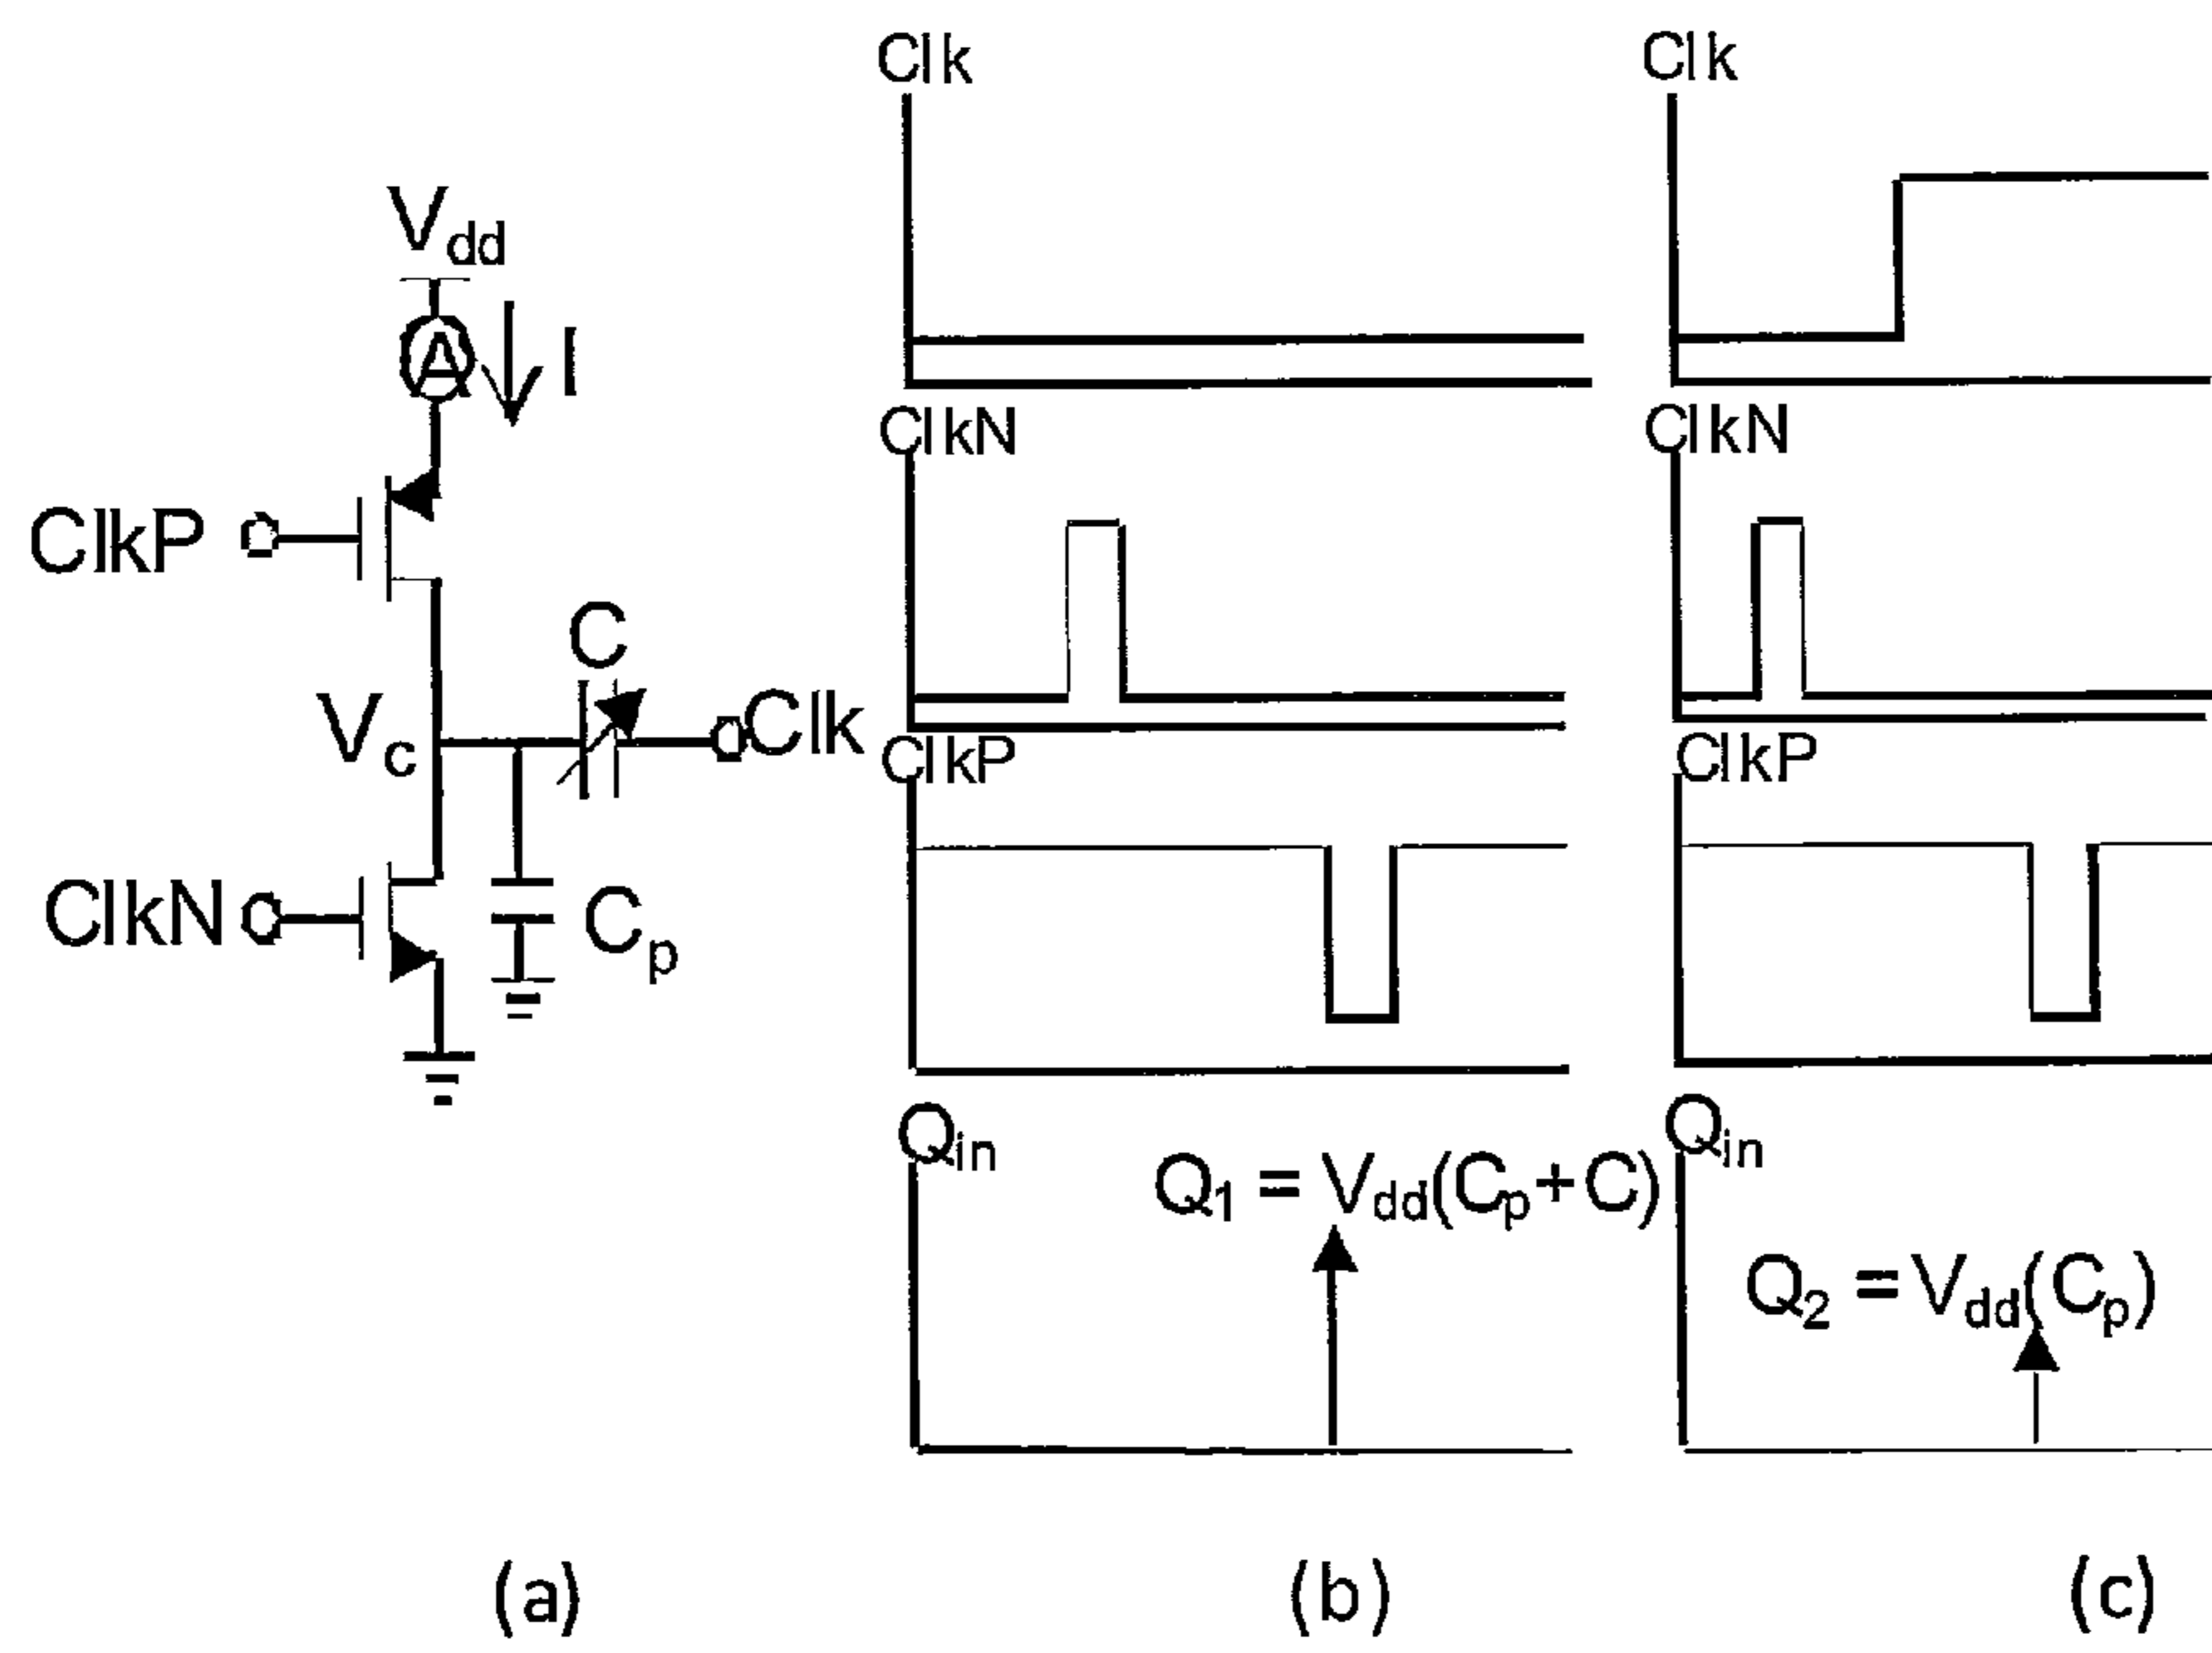 V_dd
A
I
ClkP
C
V_c
Clk
ClkN
C_p
(a)
Clk
ClkN
ClkP
Q_in
Q_1 = V_dd(C_p+C)
(b)
Clk
ClkN
ClkP
Q_in
Q_2 = V_dd(C_p)
(c)